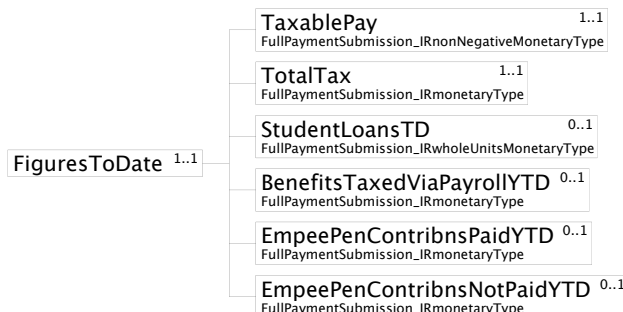 TaxablePay 1..1
FullPaymentSubmission_IRnonNegativeMonetaryType
TotalTax 1..1
FullPaymentSubmission_IRmonetaryType
StudentLoansTD 0..1
FullPaymentSubmission_IRwholeUnitsMonetaryType
FiguresToDate 1..1
BenefitsTaxedViaPayrollYTD 0..1
FullPaymentSubmission_IRmonetaryType
EmpeePenContribnsPaidYTD 0..1
FullPaymentSubmission_IRmonetaryType
EmpeePenContribnsNotPaidYTD 0..1
FullPaymentSubmission_IRmonetaryType